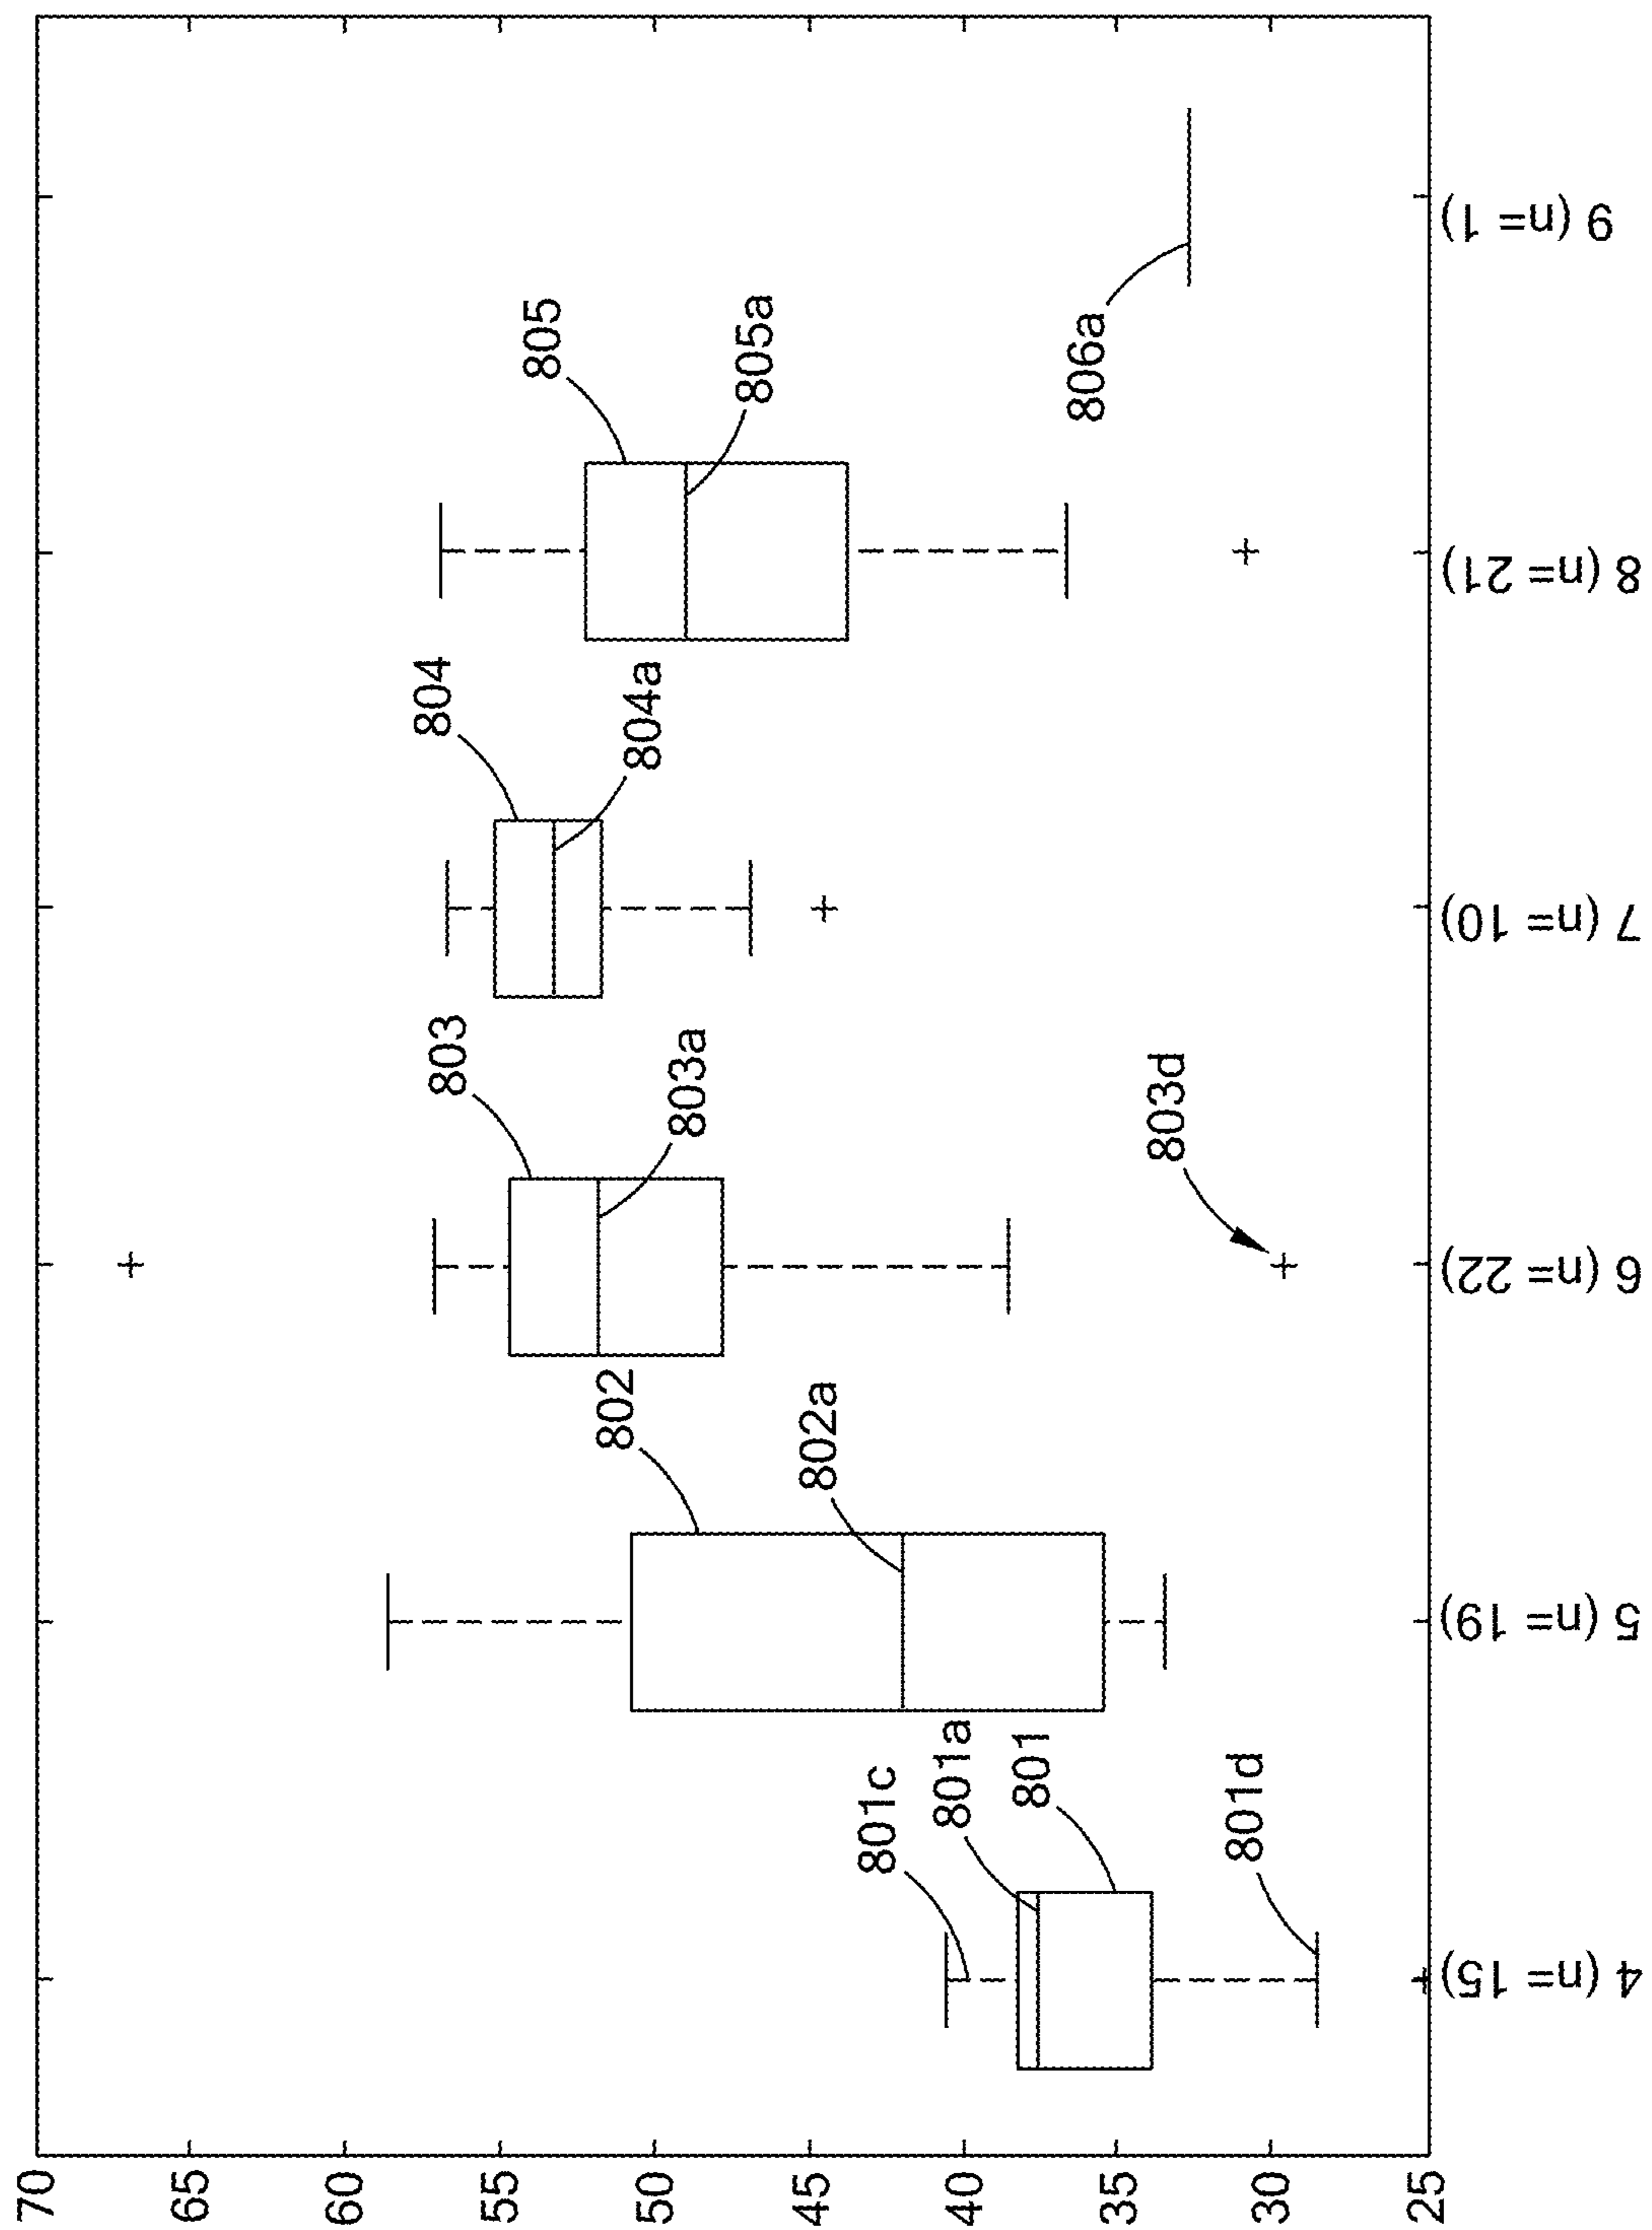 70
65
60
55
50
45
40
35
30
25
801c
801a
801
801d
802
802a
803
803a
803d
804
804a
805
805a
806a
4 (n= 15)
5 (n= 19)
6 (n= 22)
7 (n= 10)
8 (n= 21)
9 (n= 1)